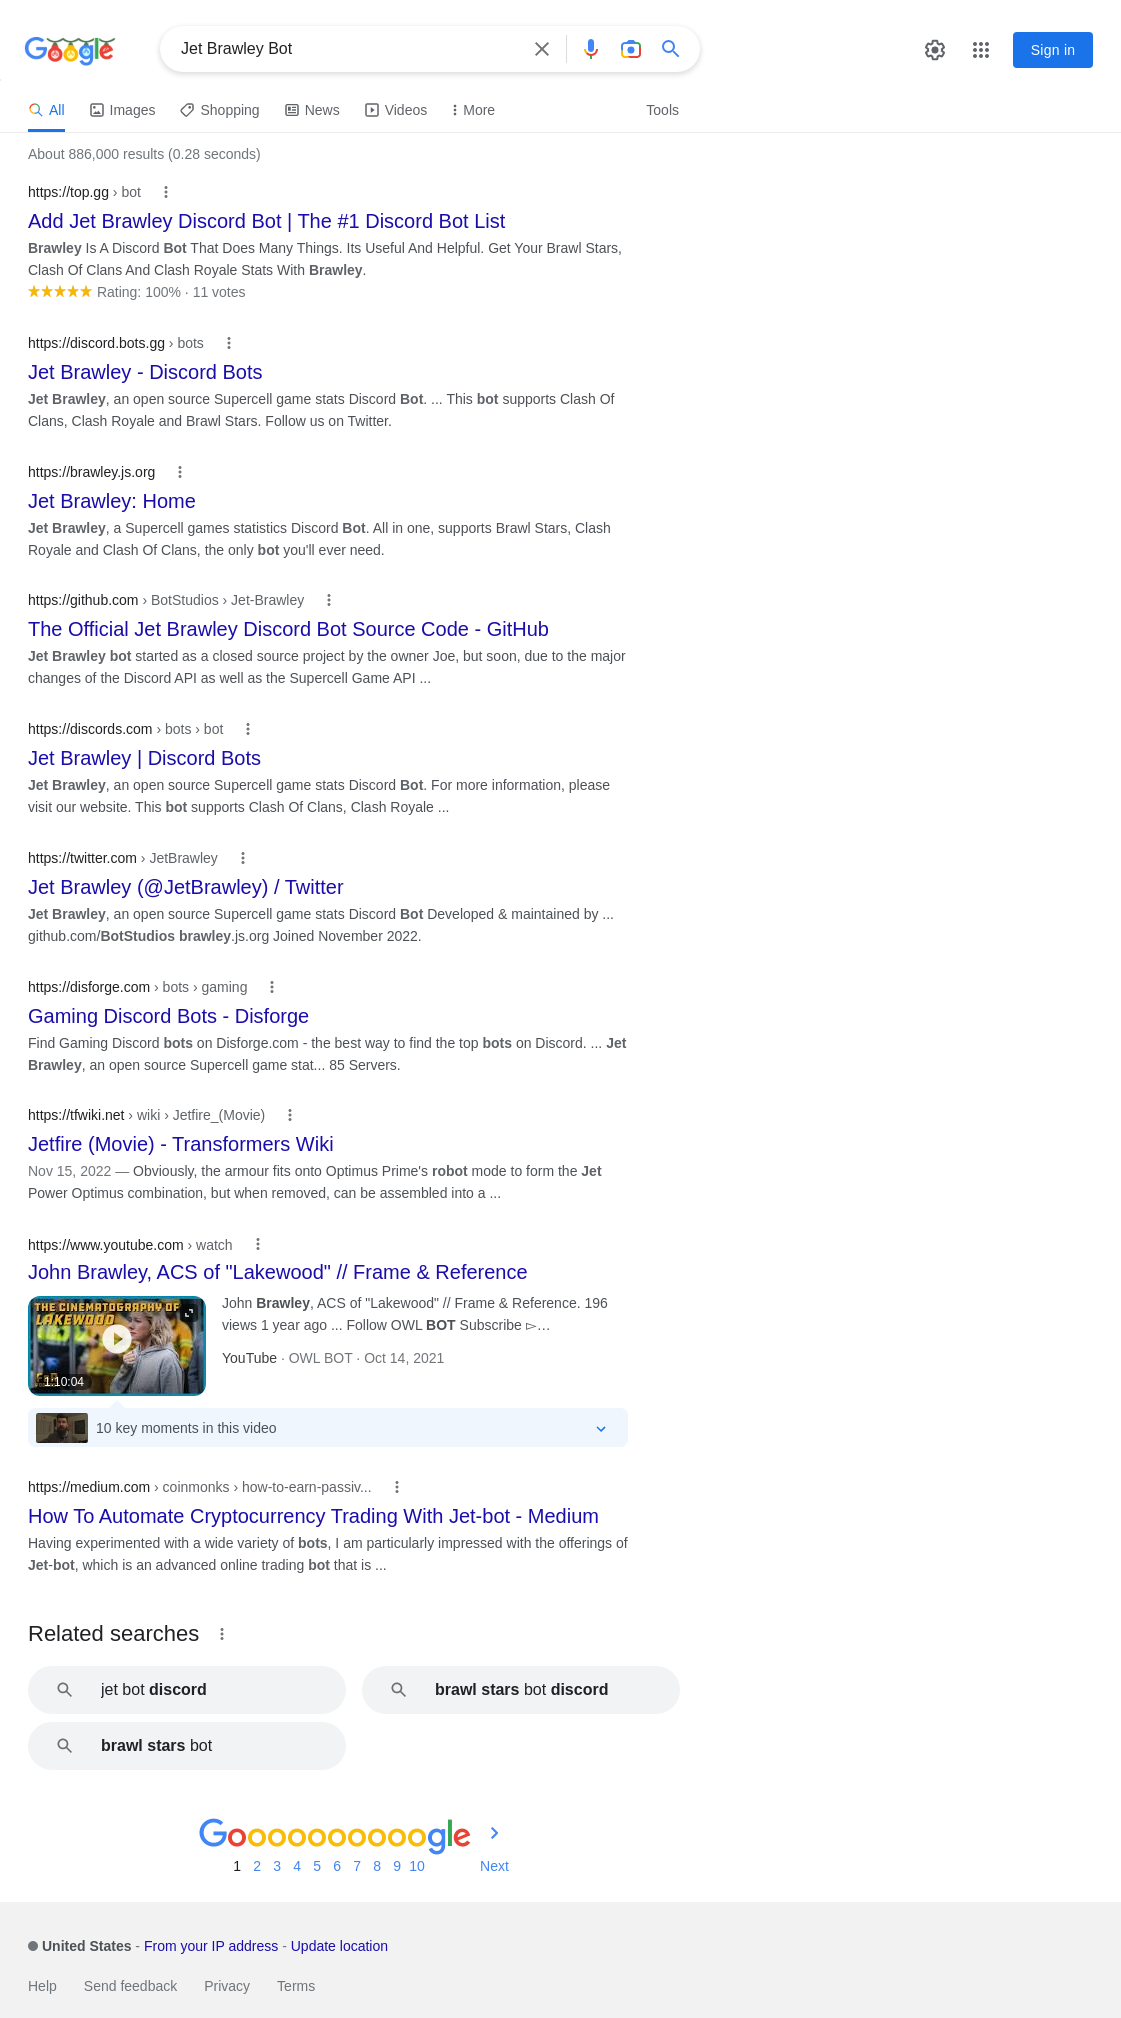 Google
Jet Brawley Bot
Sign in
All
Images
Shopping
News
Videos
More
Tools
About 886,000 results (0.28 seconds)
https://top.gg › bot
Add Jet Brawley Discord Bot | The #1 Discord Bot List
Brawley Is A Discord Bot That Does Many Things. Its Useful And Helpful. Get Your Brawl Stars,
Clash Of Clans And Clash Royale Stats With Brawley.
Rating: 100% · 11 votes
https://discord.bots.gg › bots
Jet Brawley - Discord Bots
Jet Brawley, an open source Supercell game stats Discord Bot. ... This bot supports Clash Of
Clans, Clash Royale and Brawl Stars. Follow us on Twitter.
https://brawley.js.org
Jet Brawley: Home
Jet Brawley, a Supercell games statistics Discord Bot. All in one, supports Brawl Stars, Clash
Royale and Clash Of Clans, the only bot you'll ever need.
https://github.com › BotStudios › Jet-Brawley
The Official Jet Brawley Discord Bot Source Code - GitHub
Jet Brawley bot started as a closed source project by the owner Joe, but soon, due to the major
changes of the Discord API as well as the Supercell Game API ...
https://discords.com › bots › bot
Jet Brawley | Discord Bots
Jet Brawley, an open source Supercell game stats Discord Bot. For more information, please
visit our website. This bot supports Clash Of Clans, Clash Royale ...
https://twitter.com › JetBrawley
Jet Brawley (@JetBrawley) / Twitter
Jet Brawley, an open source Supercell game stats Discord Bot Developed & maintained by ...
github.com/BotStudios brawley.js.org Joined November 2022.
https://disforge.com › bots › gaming
Gaming Discord Bots - Disforge
Find Gaming Discord bots on Disforge.com - the best way to find the top bots on Discord. ... Jet
Brawley, an open source Supercell game stat... 85 Servers.
https://tfwiki.net › wiki › Jetfire_(Movie)
Jetfire (Movie) - Transformers Wiki
Nov 15, 2022 — Obviously, the armour fits onto Optimus Prime's robot mode to form the Jet
Power Optimus combination, but when removed, can be assembled into a ...
https://www.youtube.com › watch
John Brawley, ACS of "Lakewood" // Frame & Reference
THE CINEMATOGRAPHY OF
LAKEWOOD
1:10:04
John Brawley, ACS of "Lakewood" // Frame & Reference. 196
views 1 year ago ... Follow OWL BOT Subscribe ▻…
YouTube · OWL BOT · Oct 14, 2021
10 key moments in this video
https://medium.com › coinmonks › how-to-earn-passiv...
How To Automate Cryptocurrency Trading With Jet-bot - Medium
Having experimented with a wide variety of bots, I am particularly impressed with the offerings of
Jet-bot, which is an advanced online trading bot that is ...
Related searches
jet bot discord
brawl stars bot discord
brawl stars bot
Goooooooooogle
1 2 3 4 5 6 7 8 9 10 Next
United States - From your IP address - Update location
Help Send feedback Privacy Terms